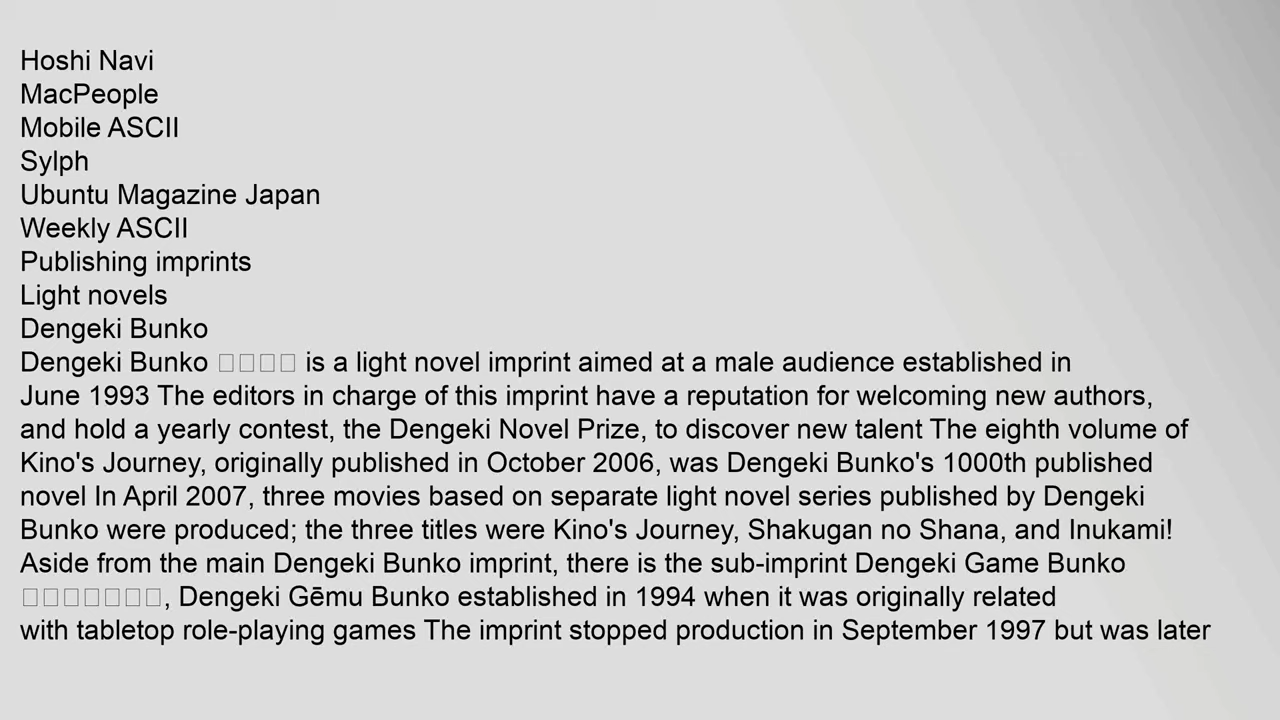 Hoshi Navi
MacPeople
Mobile ASCII
Sylph
Ubuntu Magazine Japan
Weekly ASCII
Publishing imprints
Light novels
Dengeki Bunko
Dengeki Bunko □□□□ is a light novel imprint aimed at a male audience established in
June 1993 The editors in charge of this imprint have a reputation for welcoming new authors,
and hold a yearly contest, the Dengeki Novel Prize, to discover new talent The eighth volume of
Kino's Journey, originally published in October 2006, was Dengeki Bunko's 1000th published
novel In April 2007, three movies based on separate light novel series published by Dengeki
Bunko were produced; the three titles were Kino's Journey, Shakugan no Shana, and Inukami!
Aside from the main Dengeki Bunko imprint, there is the sub-imprint Dengeki Game Bunko
□□□□□□□, Dengeki Gēmu Bunko established in 1994 when it was originally related
with tabletop role-playing games The imprint stopped production in September 1997 but was later